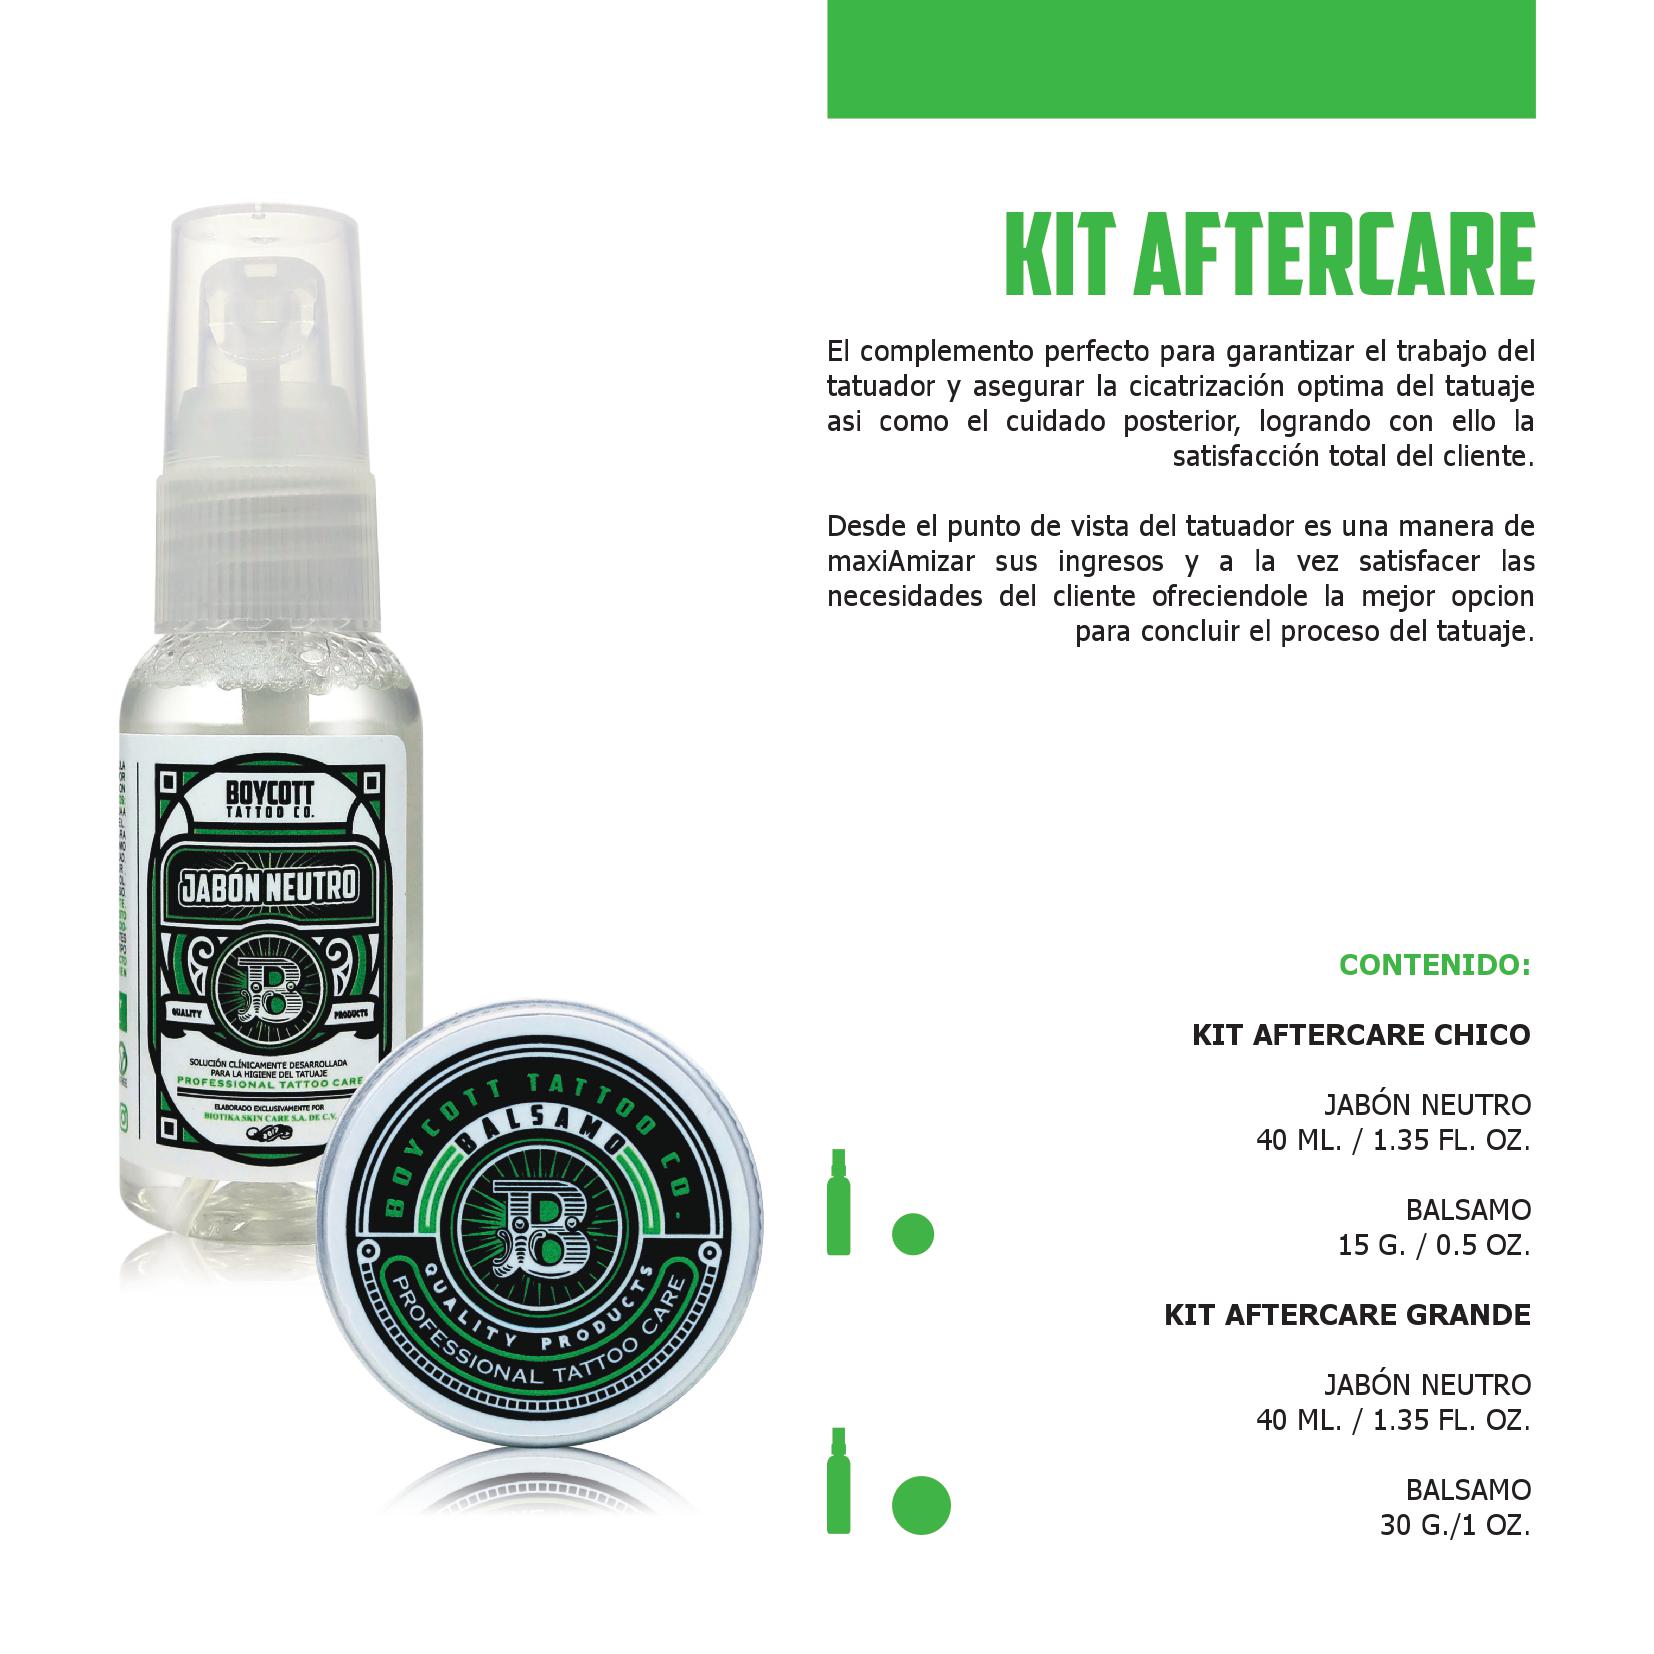 KIT AFTERCARE
El complemento perfecto para garantizar el trabajo del
tatuador y asegurar la cicatrización optima del tatuaje
asi como el cuidado posterior, logrando con ello la
satisfacción total del cliente.
Desde el punto de vista del tatuador es una manera de
maxiAmizar sus ingresos y a la vez satisfacer las
necesidades del cliente ofreciendole la mejor opcion
para concluir el proceso del tatuaje.
CONTENIDO:
KIT AFTERCARE CHICO
JABÓN NEUTRO
40 ML. / 1.35 FL. OZ.
BALSAMO
15 G. / 0.5 OZ.
KIT AFTERCARE GRANDE
JABÓN NEUTRO
40 ML. / 1.35 FL. OZ.
BALSAMO
30 G./1 OZ.
BOYCOTT
TATTOO CO.
JABÓN NEUTRO
B
QUALITY PRODUCTS
SOLUCIÓN CLÍNICAMENTE DESARROLLADA
PARA LA HIGIENE DEL TATUAJE
PROFESSIONAL TATTOO CARE
ELABORADO EXCLUSIVAMENTE POR
BIOTIKA SKIN CARE S.A. DE C.V.
BOYCOTT TATTOO CO.
BALSAMO
B
QUALITY PRODUCTS
PROFESSIONAL TATTOO CARE